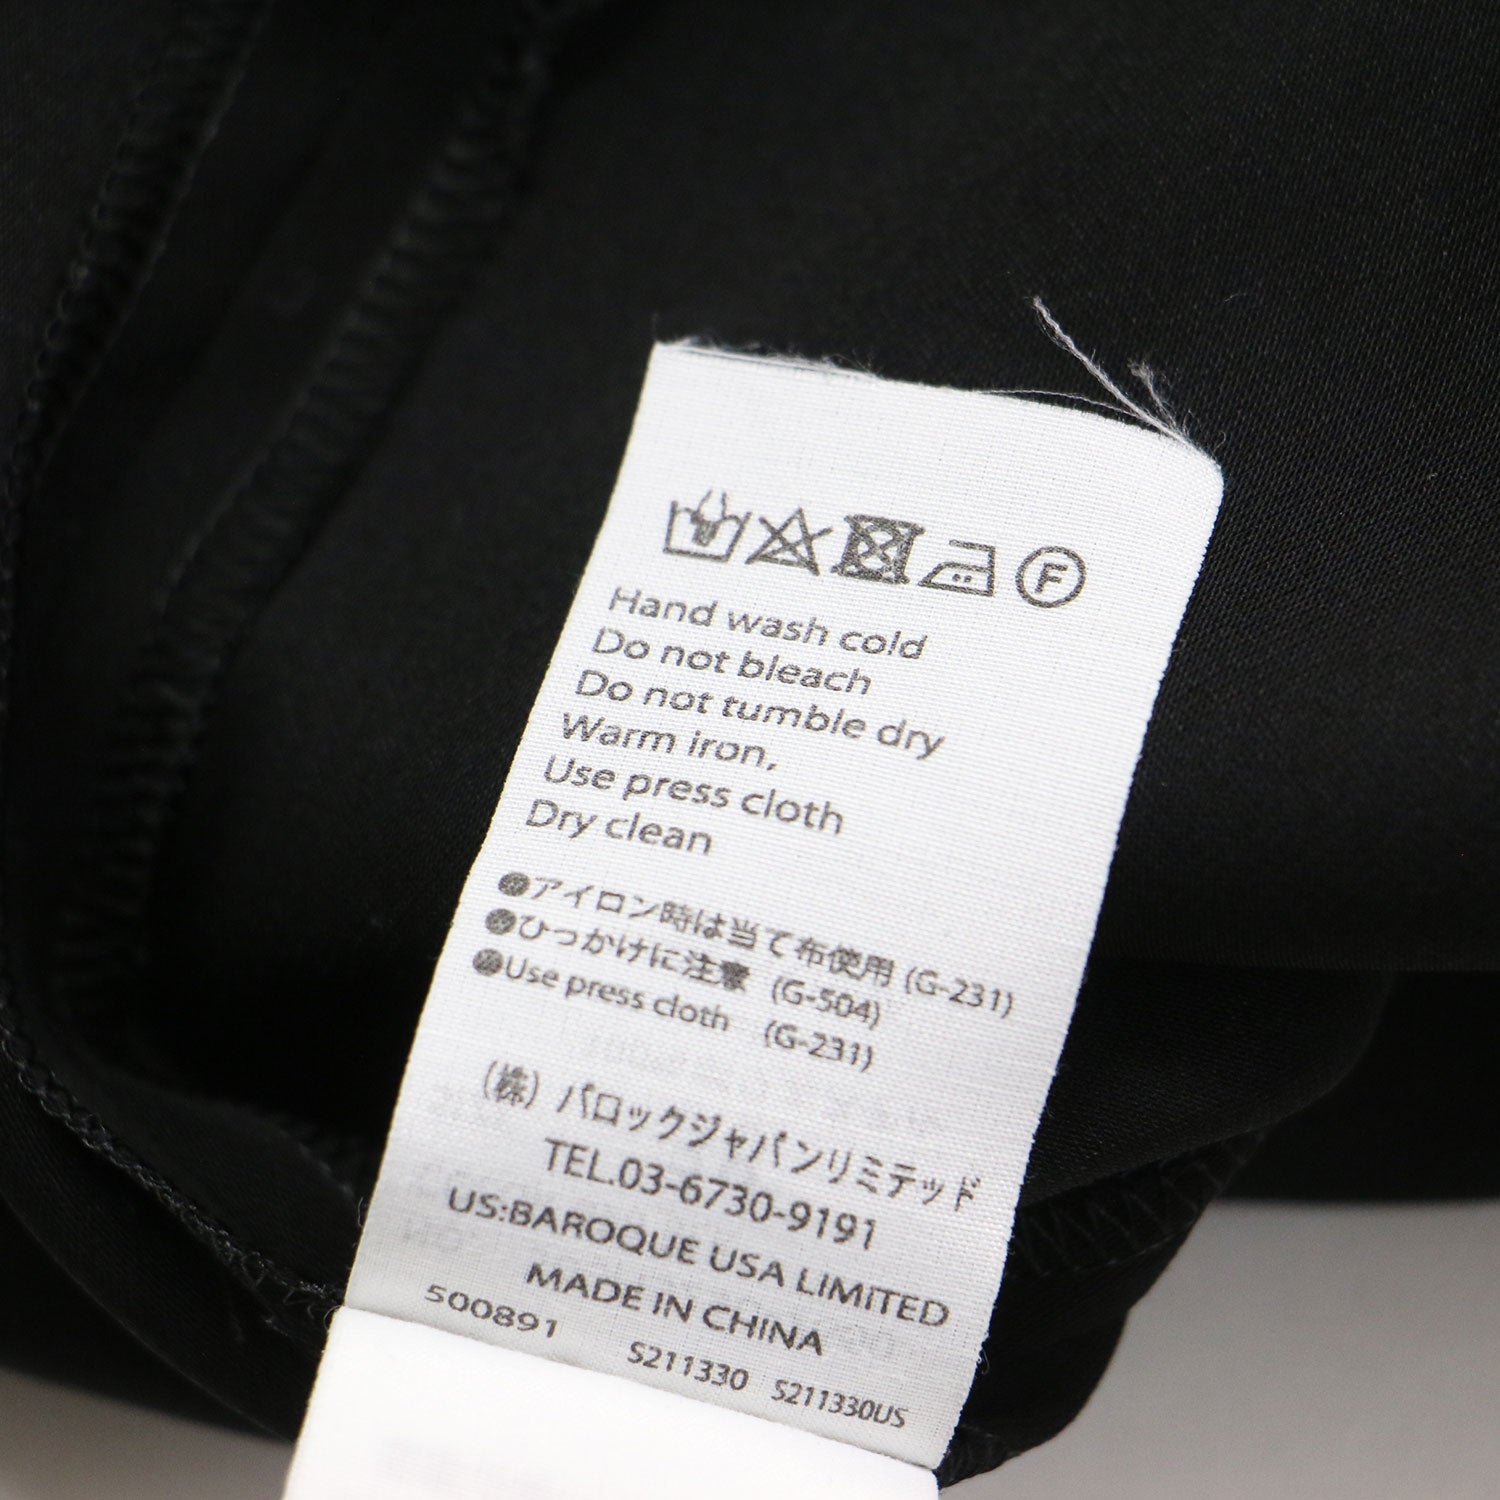 F
Hand wash cold
Do not bleach
Do not tumble dry
Warm iron,
Use press cloth
Dry clean
●アイロン時は当て布使用 (G-231)
●ひっかけに注意 (G-504)
●Use press cloth (G-231)
(株) バロックジャパンリミテッド
TEL.03-6730-9191
US:BAROQUE USA LIMITED
MADE IN CHINA
500891 S211330 S211330US